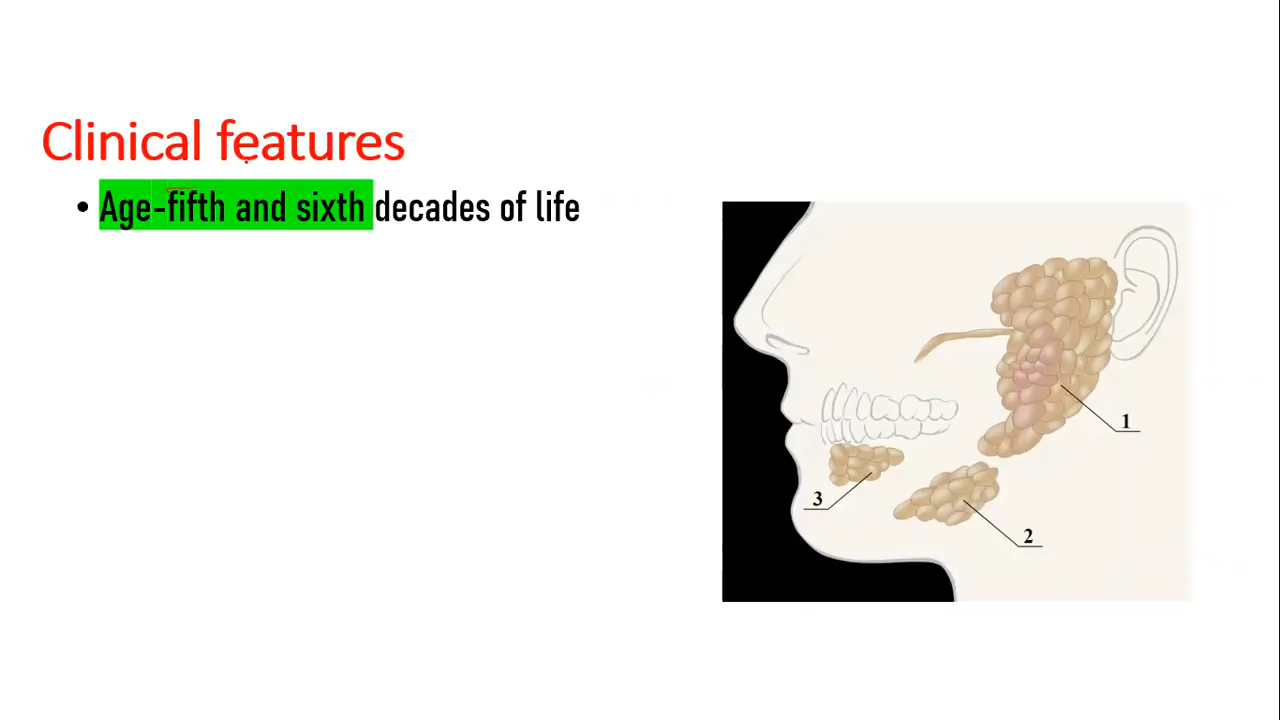 Clinical features
• Age-fifth and sixth decades of life
1
3
2